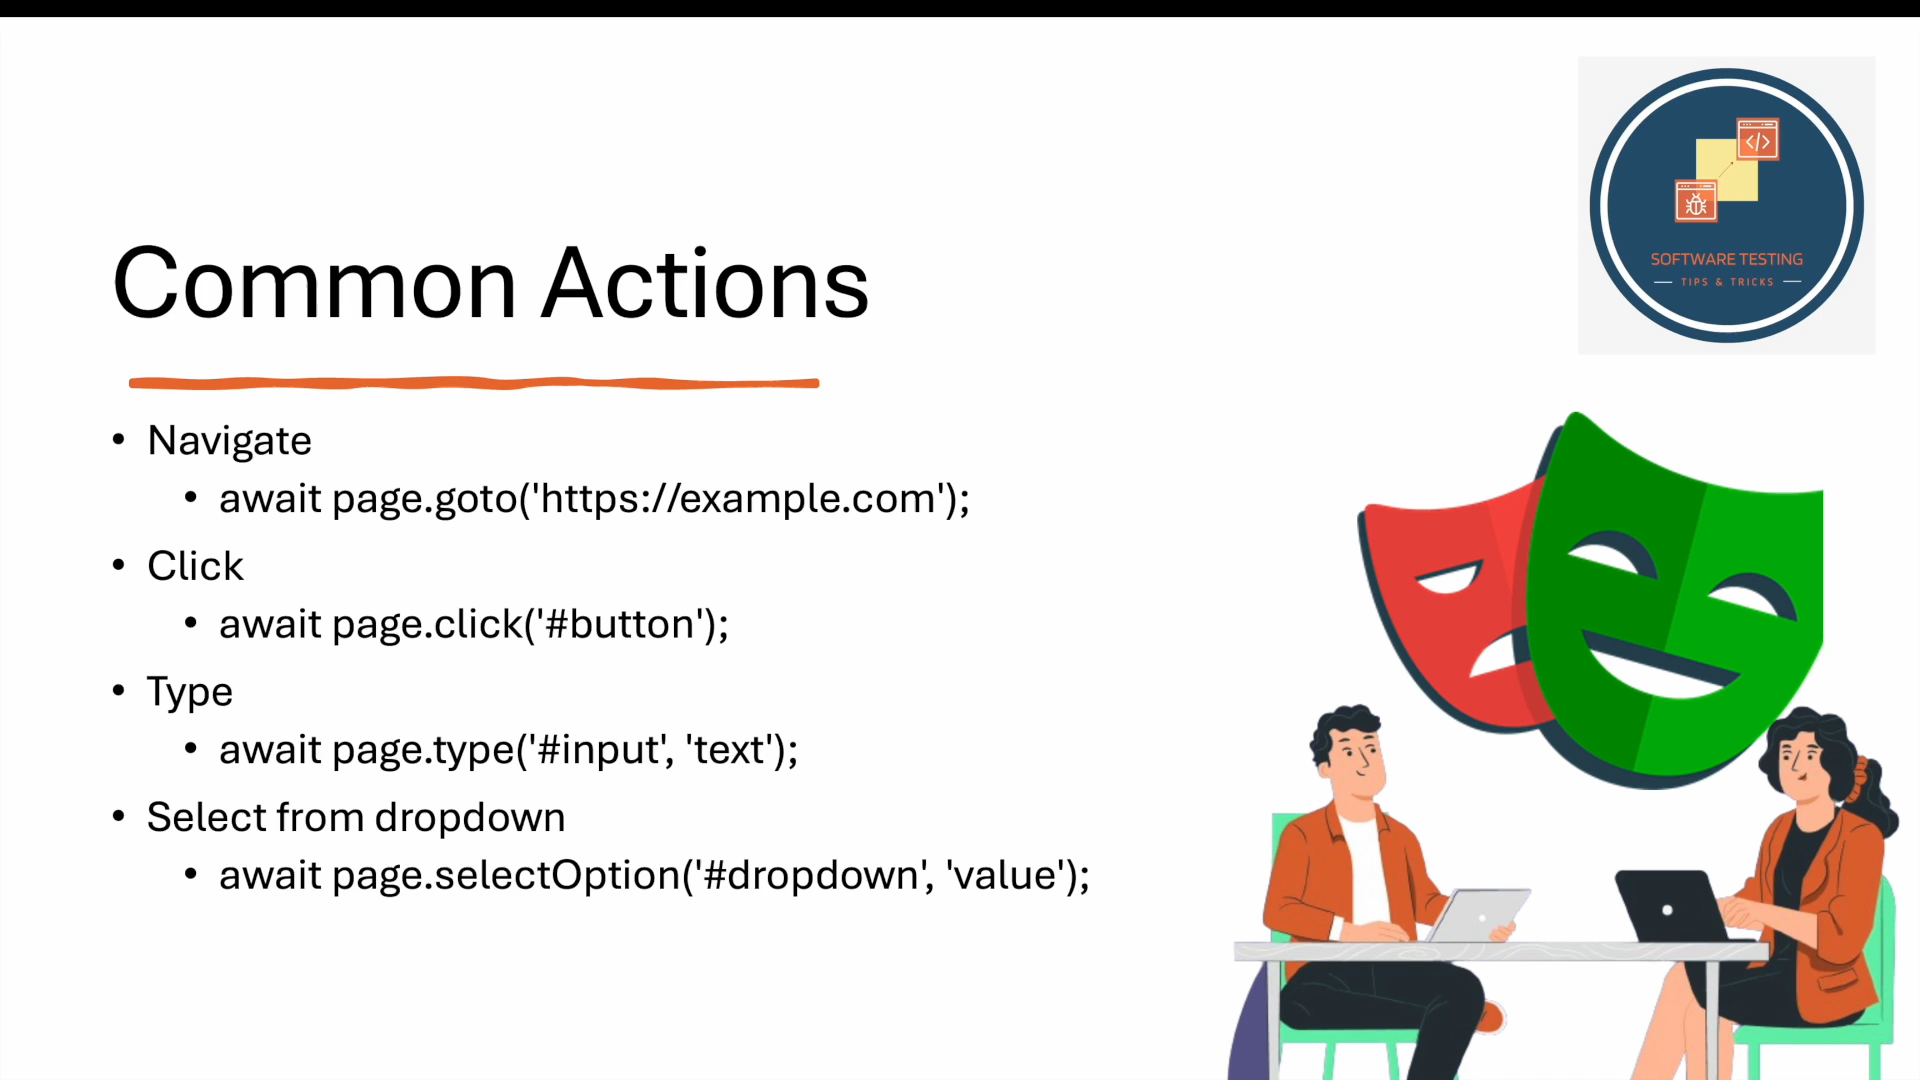 SOFTWARE TESTING
TIPS & TRICKS
</>
Common Actions
• Navigate
• await page.goto('https://example.com');
• Click
• await page.click('#button');
• Type
• await page.type('#input', 'text');
• Select from dropdown
• await page.selectOption('#dropdown', 'value');